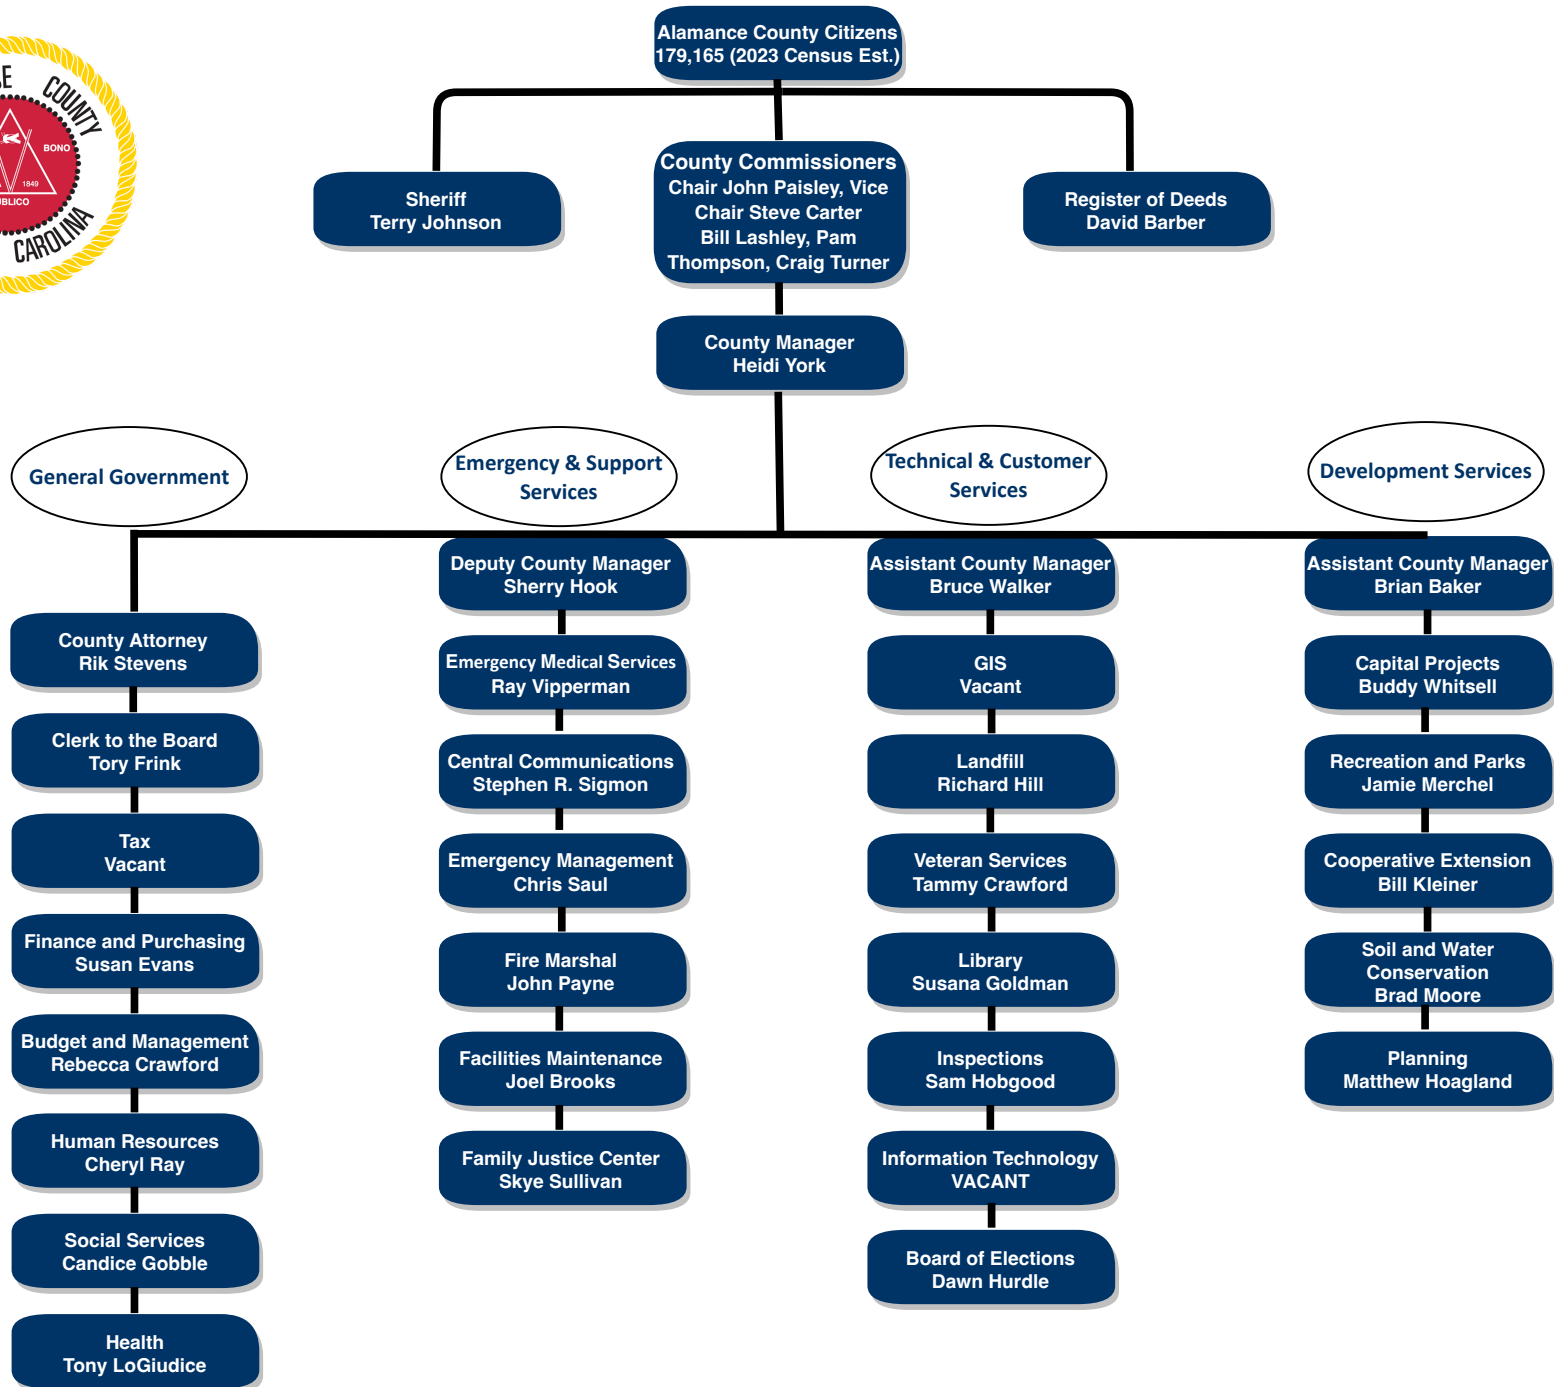 Alamance County Citizens
179,165 (2023 Census Est.)
COUNTY
BONO
1849
CAROLINA
Sheriff
Terry Johnson
County Commissioners
Chair John Paisley, Vice
Chair Steve Carter
Bill Lashley, Pam
Thompson, Craig Turner
Register of Deeds
David Barber
County Manager
Heidi York
General Government
Emergency & Support
Services
Technical & Customer
Services
Development Services
County Attorney
Rik Stevens
Clerk to the Board
Tory Frink
Tax
Vacant
Finance and Purchasing
Susan Evans
Budget and Management
Rebecca Crawford
Human Resources
Cheryl Ray
Social Services
Candice Gobble
Health
Tony LoGiudice
Deputy County Manager
Sherry Hook
Emergency Medical Services
Ray Vipperman
Central Communications
Stephen R. Sigmon
Emergency Management
Chris Saul
Fire Marshal
John Payne
Facilities Maintenance
Joel Brooks
Family Justice Center
Skye Sullivan
Assistant County Manager
Bruce Walker
GIS
Vacant
Landfill
Richard Hill
Veteran Services
Tammy Crawford
Library
Susana Goldman
Inspections
Sam Hobgood
Information Technology
VACANT
Board of Elections
Dawn Hurdle
Assistant County Manager
Brian Baker
Capital Projects
Buddy Whitsell
Recreation and Parks
Jamie Merchel
Cooperative Extension
Bill Kleiner
Soil and Water
Conservation
Brad Moore
Planning
Matthew Hoagland